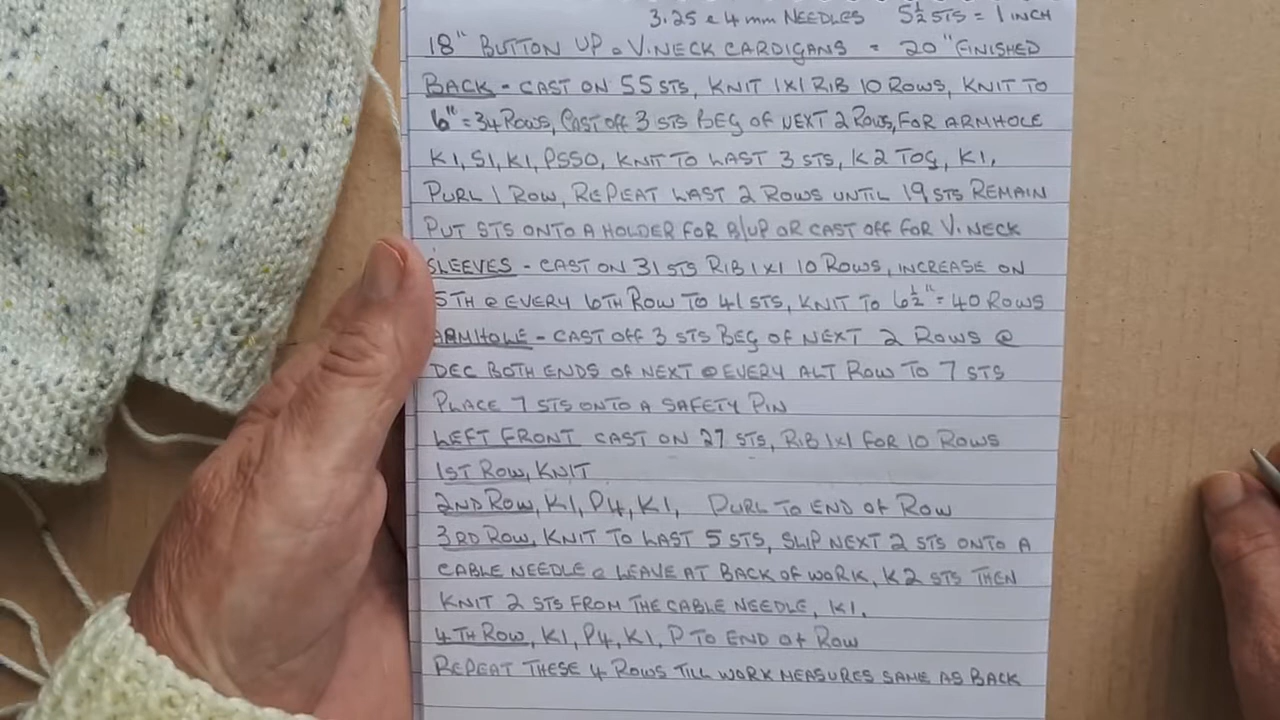 3.25 e 4 mm NEEDLES 5½ STS = 1 INCH
18" BUTTON UP e V.NECK CARDIGANS = 20" FINISHED
BACK - CAST ON 55 STS, KNIT 1X1 RIB 10 ROWS, KNIT TO
6" = 34 ROWS, CAST OFF 3 STS BEG OF NEXT 2 ROWS, FOR ARMHOLE
K1, S1, K1, PSSO, KNIT TO LAST 3 STS, K2 TOG, K1,
PURL 1 ROW, REPEAT LAST 2 ROWS UNTIL 19 STS REMAIN
PUT STS ONTO A HOLDER FOR B/UP OR CAST OFF FOR V.NECK
SLEEVES - CAST ON 31 STS RIB 1X1 10 ROWS, INCREASE ON
5TH @ EVERY 6TH ROW TO 41 STS, KNIT TO 6½" = 40 ROWS
ARMHOLE - CAST OFF 3 STS BEG OF NEXT 2 ROWS @
DEC BOTH ENDS OF NEXT @ EVERY ALT ROW TO 7 STS
PLACE 7 STS ONTO A SAFETY PIN
LEFT FRONT CAST ON 27 STS, RIB 1X1 FOR 10 ROWS
1ST ROW, KNIT
2ND ROW, K1, P4, K1, PURL TO END OF ROW
3RD ROW, KNIT TO LAST 5 STS, SLIP NEXT 2 STS ONTO A
CABLE NEEDLE @ LEAVE AT BACK OF WORK, K2 STS THEN
KNIT 2 STS FROM THE CABLE NEEDLE, K1.
4TH ROW, K1, P4, K1, P TO END OF ROW
REPEAT THESE 4 ROWS TILL WORK MEASURES SAME AS BACK